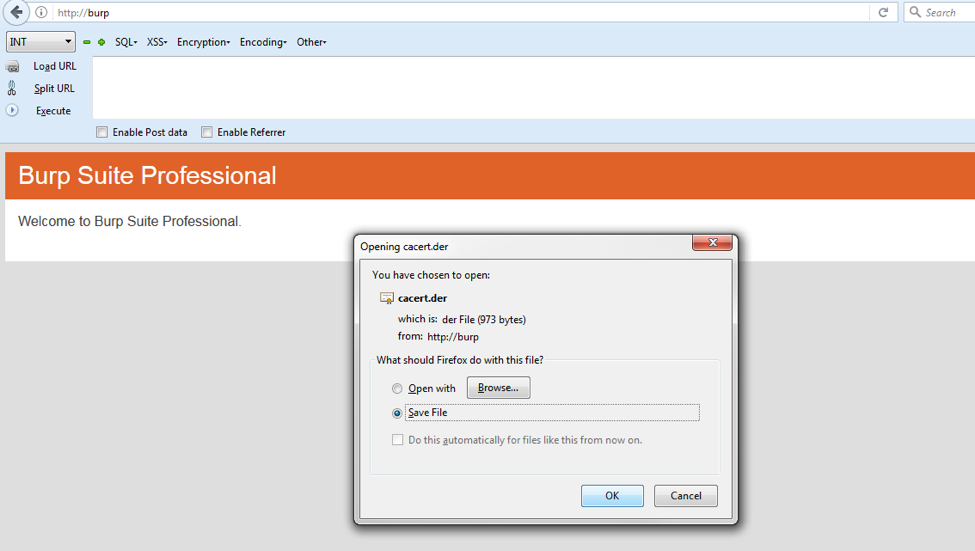 http://burp
Search
INT SQL XSS Encryption Encoding Other
Load URL
Split URL
Execute
Enable Post data Enable Referrer
Burp Suite Professional
Welcome to Burp Suite Professional.
Opening cacert.der
You have chosen to open:
cacert.der
which is: der File (973 bytes)
from: http://burp
What should Firefox do with this file?
Open with Browse...
Save File
Do this automatically for files like this from now on.
OK Cancel